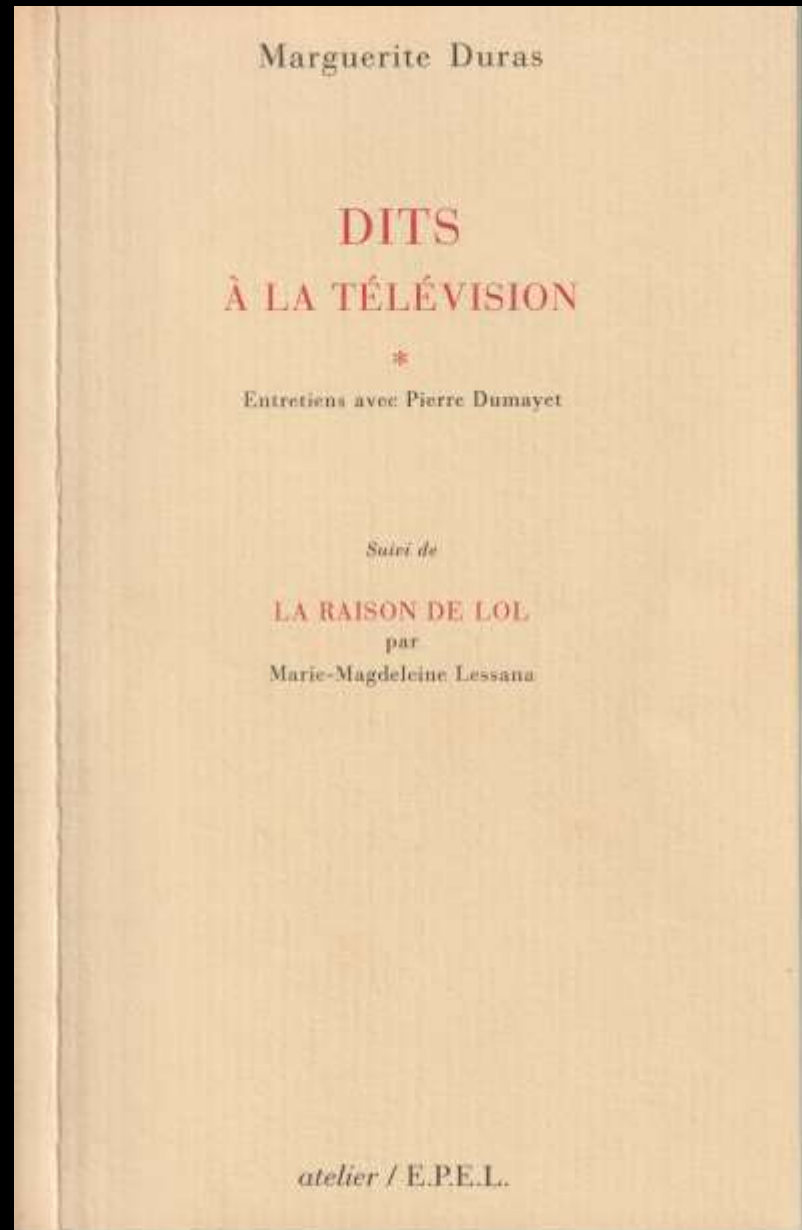 Marguerite Duras
DITS
À LA TÉLÉVISION
*
Entretiens avec Pierre Dumayet
Suivi de
LA RAISON DE LOL
par
Marie-Magdeleine Lessana
atelier / E.P.E.L.